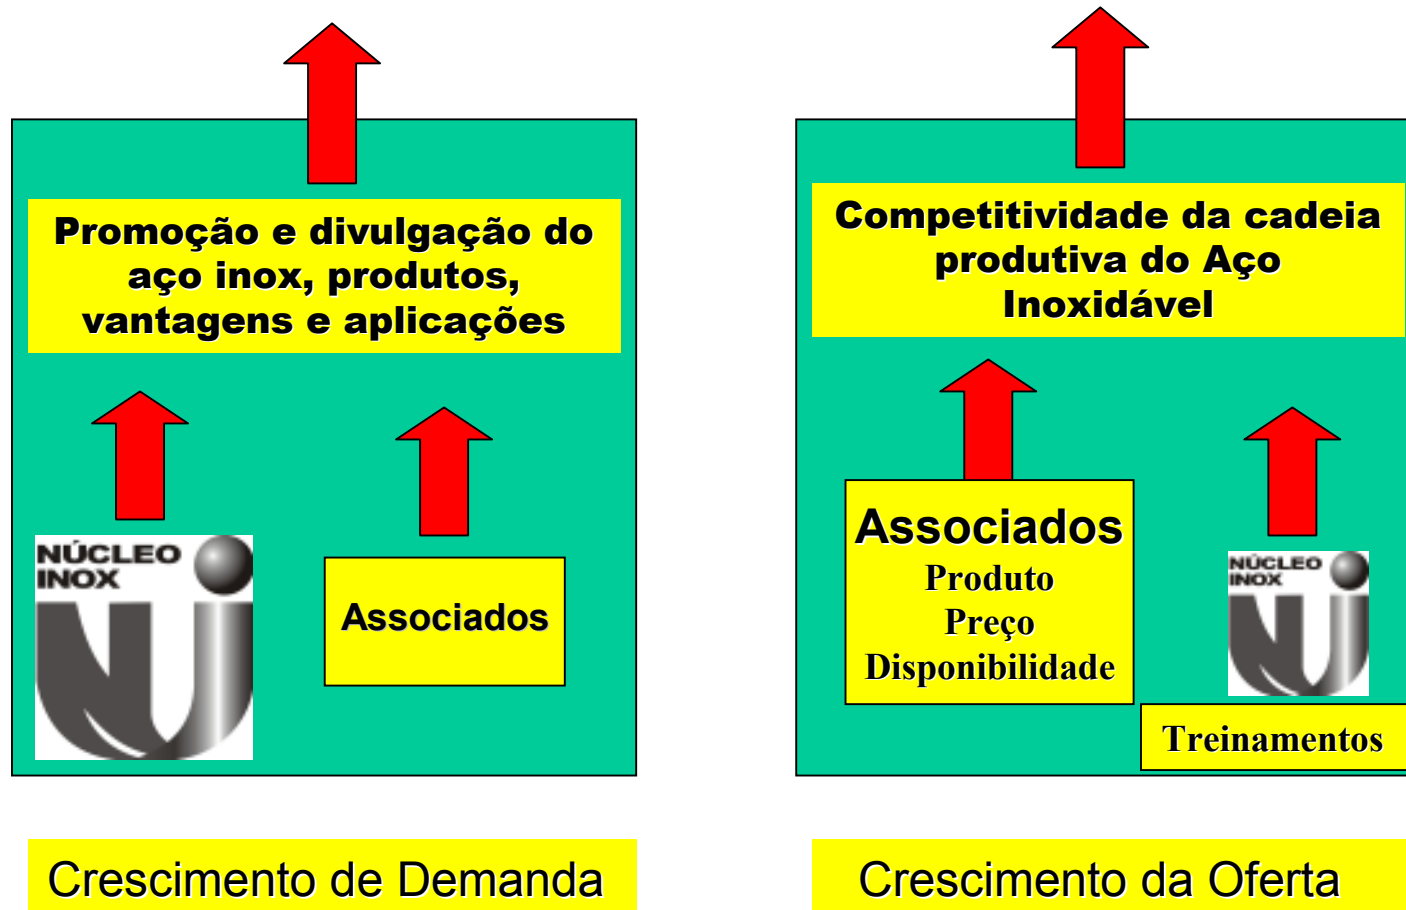 Promoção e divulgação do
aço inox, produtos,
vantagens e aplicações
NÚCLEO
INOX
Associados
Crescimento de Demanda
Competitividade da cadeia
produtiva do Aço
Inoxidável
Associados
Produto
Preço
Disponibilidade
NÚCLEO
INOX
Treinamentos
Crescimento da Oferta